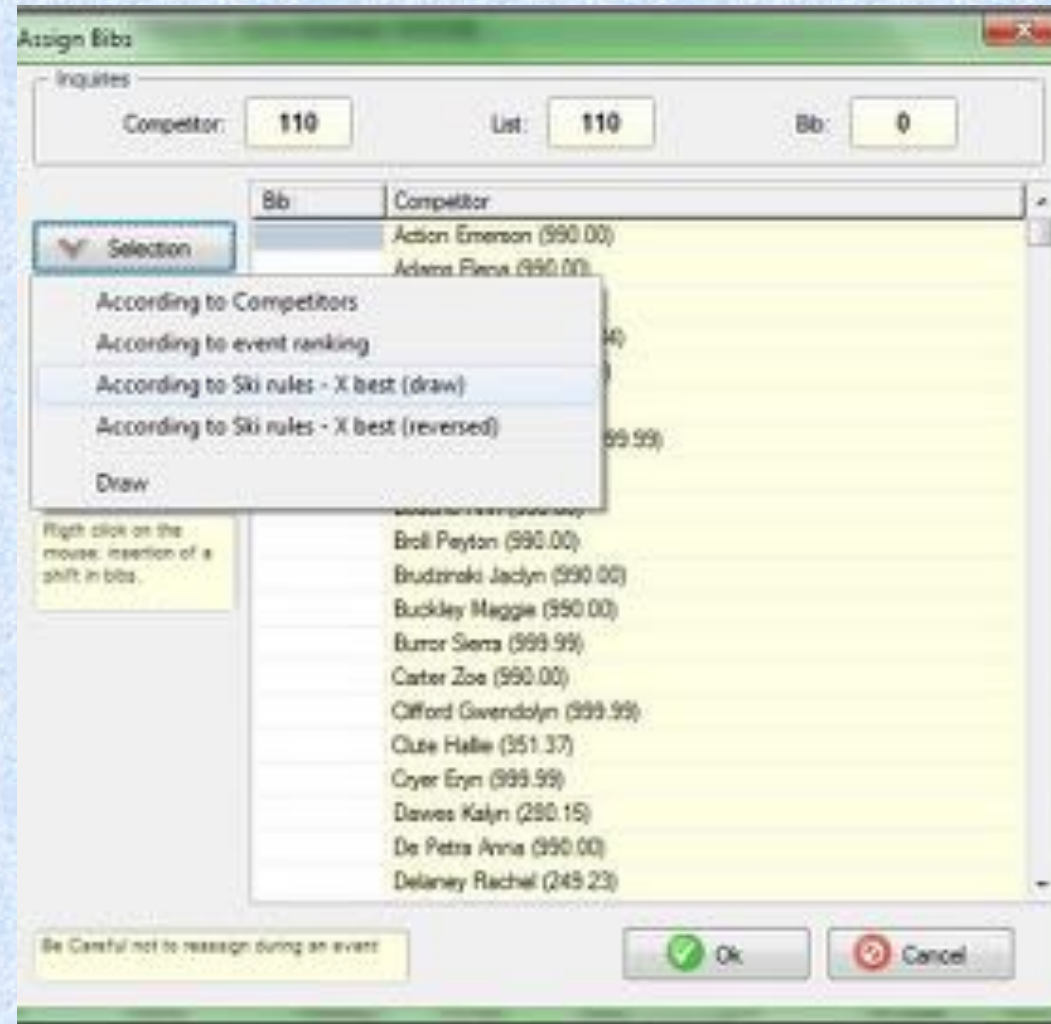 Assign Bibs
Inquiries
Competitor: 110 List: 110 Bib: 0
Bib Competitor
Selection
Action Emerson (990.00)
Adams Elena (990.00)
According to Competitors
According to event ranking
According to Ski rules - X best (draw)
According to Ski rules - X best (reversed)
99.99)
Draw
Rigth click on the
mouse: insertion of a
shift in bibs.
Broll Peyton (990.00)
Brudzinski Jaclyn (990.00)
Buckley Maggie (990.00)
Burror Sierra (999.99)
Carter Zoe (990.00)
Clifford Gwendolyn (999.99)
Clute Hallie (351.37)
Cryer Eryn (999.99)
Dawes Kalyn (280.15)
De Petra Anna (990.00)
Delaney Rachel (249.23)
Be Careful not to reassign during an event
Ok Cancel